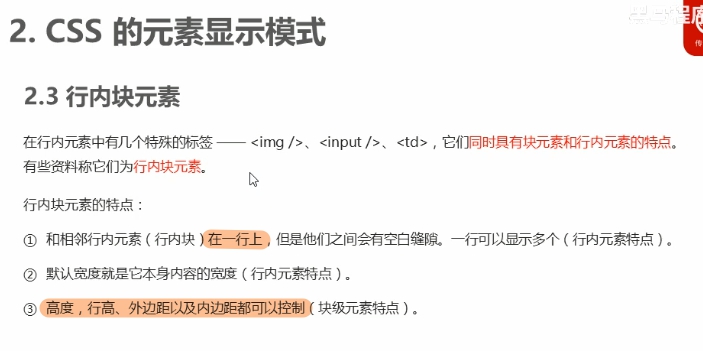 2. CSS 的元素显示模式
2.3 行内块元素
在行内元素中有几个特殊的标签 —— <img />、<input />、<td>，它们同时具有块元素和行内元素的特点。
有些资料称它们为行内块元素。
行内块元素的特点：
① 和相邻行内元素（行内块）在一行上，但是他们之间会有空白缝隙。一行可以显示多个（行内元素特点）。
② 默认宽度就是它本身内容的宽度（行内元素特点）。
③ 高度，行高、外边距以及内边距都可以控制（块级元素特点）。